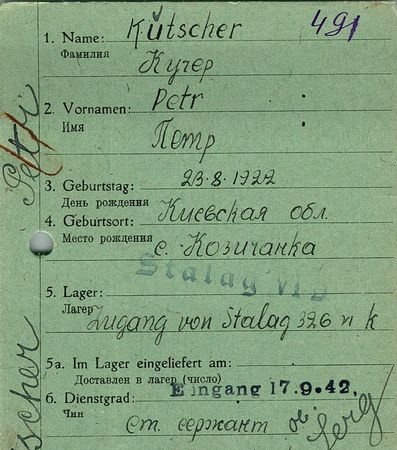 1. Name: Kütscher 491
Фамилия Кучер
2. Vornamen: Petr
Имя Петр
3. Geburtstag: 23·8·1922
День рождения
4. Geburtsort: Киевская обл.
Место рождения с. Козичанка
Stalag VI
5. Lager:
Лагерь Zugang von Stalag 326 n k
5a. Im Lager eingeliefert am:
Доставлен в лагерь (число)
6. Dienstgrad: Eingang 17.9.42,
Чин ст. сержант
Petri
scher